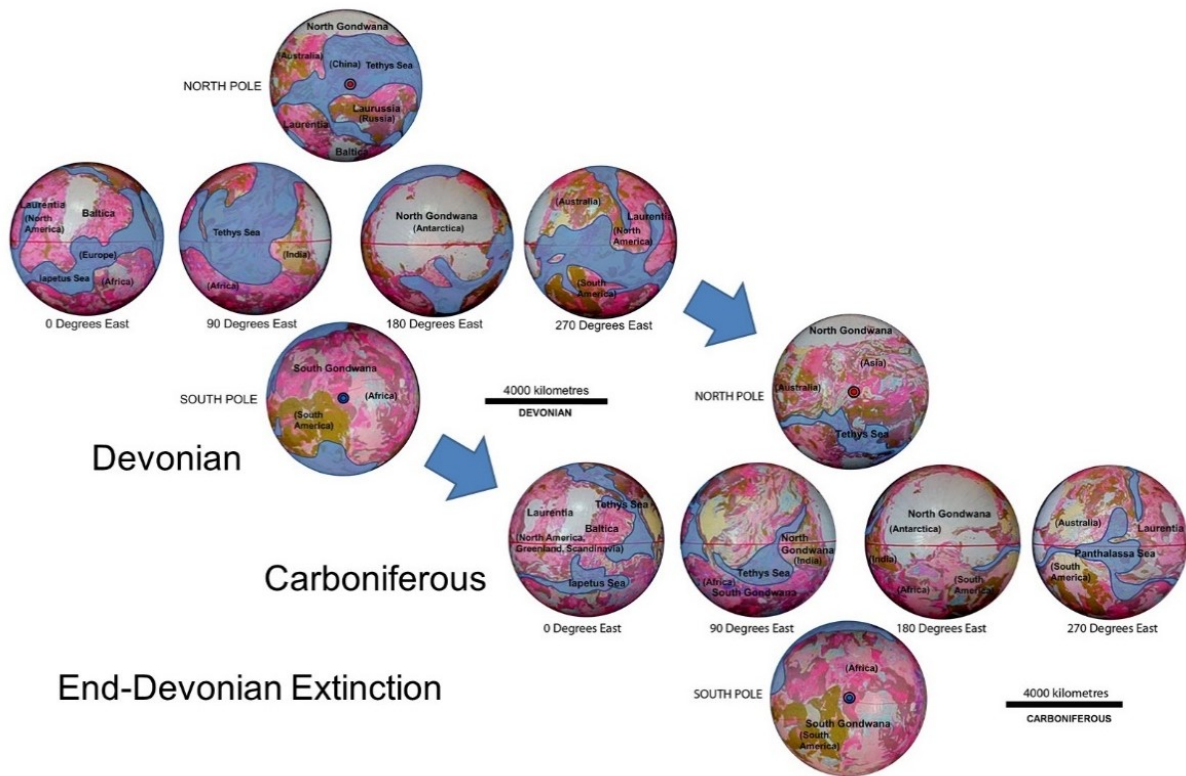 North Gondwana
(Australia)
(China)
Tethys Sea
NORTH POLE
Laurussia
(Russia)
Laurentia
Baltica
Laurentia
(North
America)
Baltica
(Europe)
Iapetus Sea
(Africa)
0 Degrees East
Tethys Sea
(India)
(Africa)
90 Degrees East
North Gondwana
(Antarctica)
180 Degrees East
(Australia)
Laurentia
(North
America)
(South
America)
270 Degrees East
South Gondwana
SOUTH POLE
(Africa)
(South
America)
4000 kilometres
DEVONIAN
Devonian
North Gondwana
(Asia)
(Australia)
NORTH POLE
Tethys Sea
Laurentia
Tethys Sea
Baltica
(North America,
Greenland, Scandinavia)
Iapetus Sea
0 Degrees East
North
Gondwana
(India)
Tethys Sea
(Africa)
South Gondwana
90 Degrees East
North Gondwana
(Antarctica)
(India)
(Africa)
(South
America)
180 Degrees East
(Australia)
Laurentia
Panthalassa Sea
(South
America)
270 Degrees East
Carboniferous
(Africa)
SOUTH POLE
South Gondwana
(South
America)
4000 kilometres
CARBONIFEROUS
End-Devonian Extinction